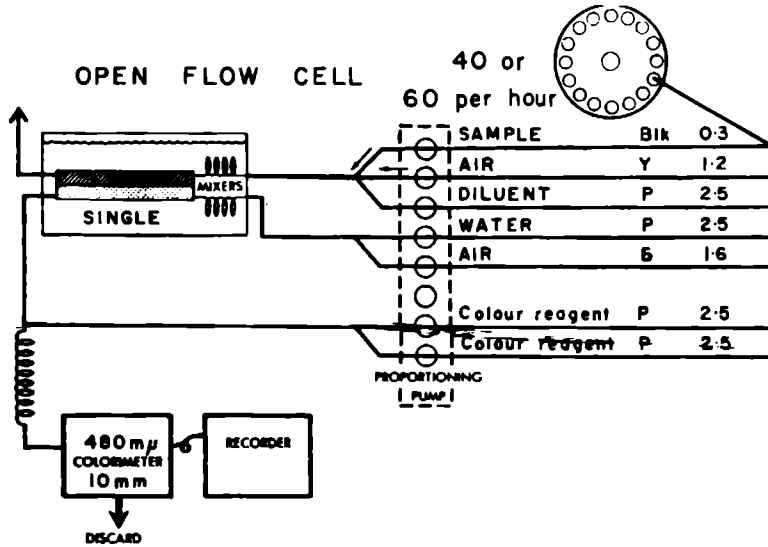 OPEN FLOW CELL
40 or
60 per hour
SAMPLE Blk 0·3
AIR Y 1·2
DILUENT P 2·5
WATER P 2·5
AIR G 1·6
Colour reagent P 2·5
Colour reagent P 2·5
MIXERS
SINGLE
PROPORTIONING
PUMP
480 mµ
COLORIMETER
10 mm
RECORDER
DISCARD